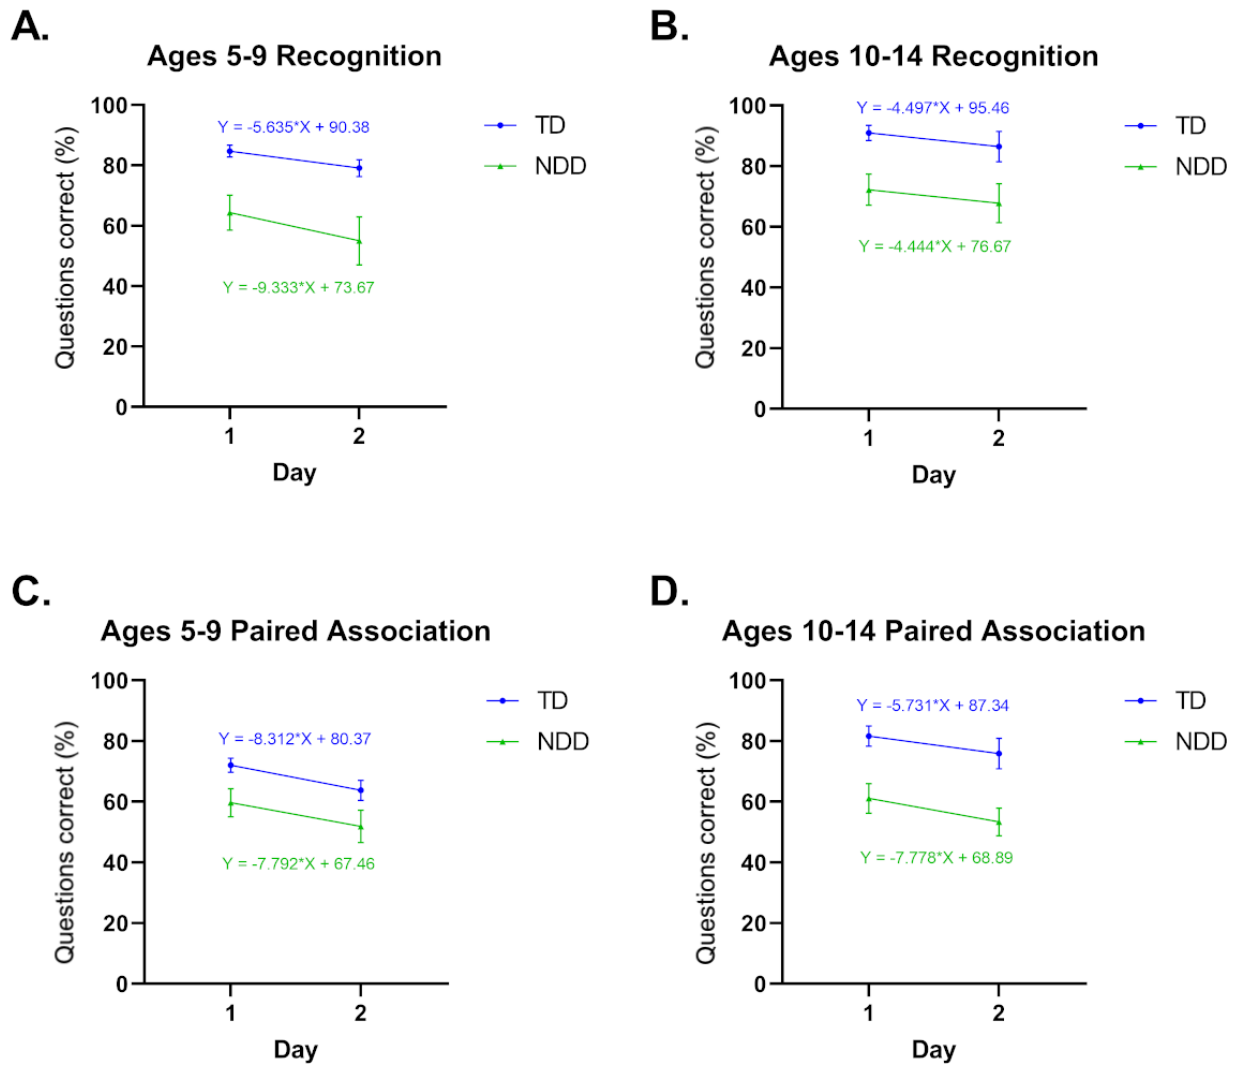 A.
Ages 5-9 Recognition
Questions correct (%)
100
80
60
40
20
0
Y = -5.635*X + 90.38
Y = -9.333*X + 73.67
1 2
Day
TD
NDD
B.
Ages 10-14 Recognition
Questions correct (%)
100
80
60
40
20
0
Y = -4.497*X + 95.46
Y = -4.444*X + 76.67
1 2
Day
TD
NDD
C.
Ages 5-9 Paired Association
Questions correct (%)
100
80
60
40
20
0
Y = -8.312*X + 80.37
Y = -7.792*X + 67.46
1 2
Day
TD
NDD
D.
Ages 10-14 Paired Association
Questions correct (%)
100
80
60
40
20
0
Y = -5.731*X + 87.34
Y = -7.778*X + 68.89
1 2
Day
TD
NDD